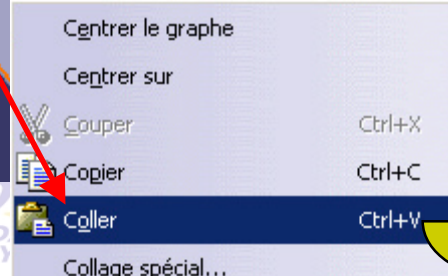 Centrer le graphe
Centrer sur
Couper Ctrl+X
Copier Ctrl+C
Coller Ctrl+V
Collage spécial...